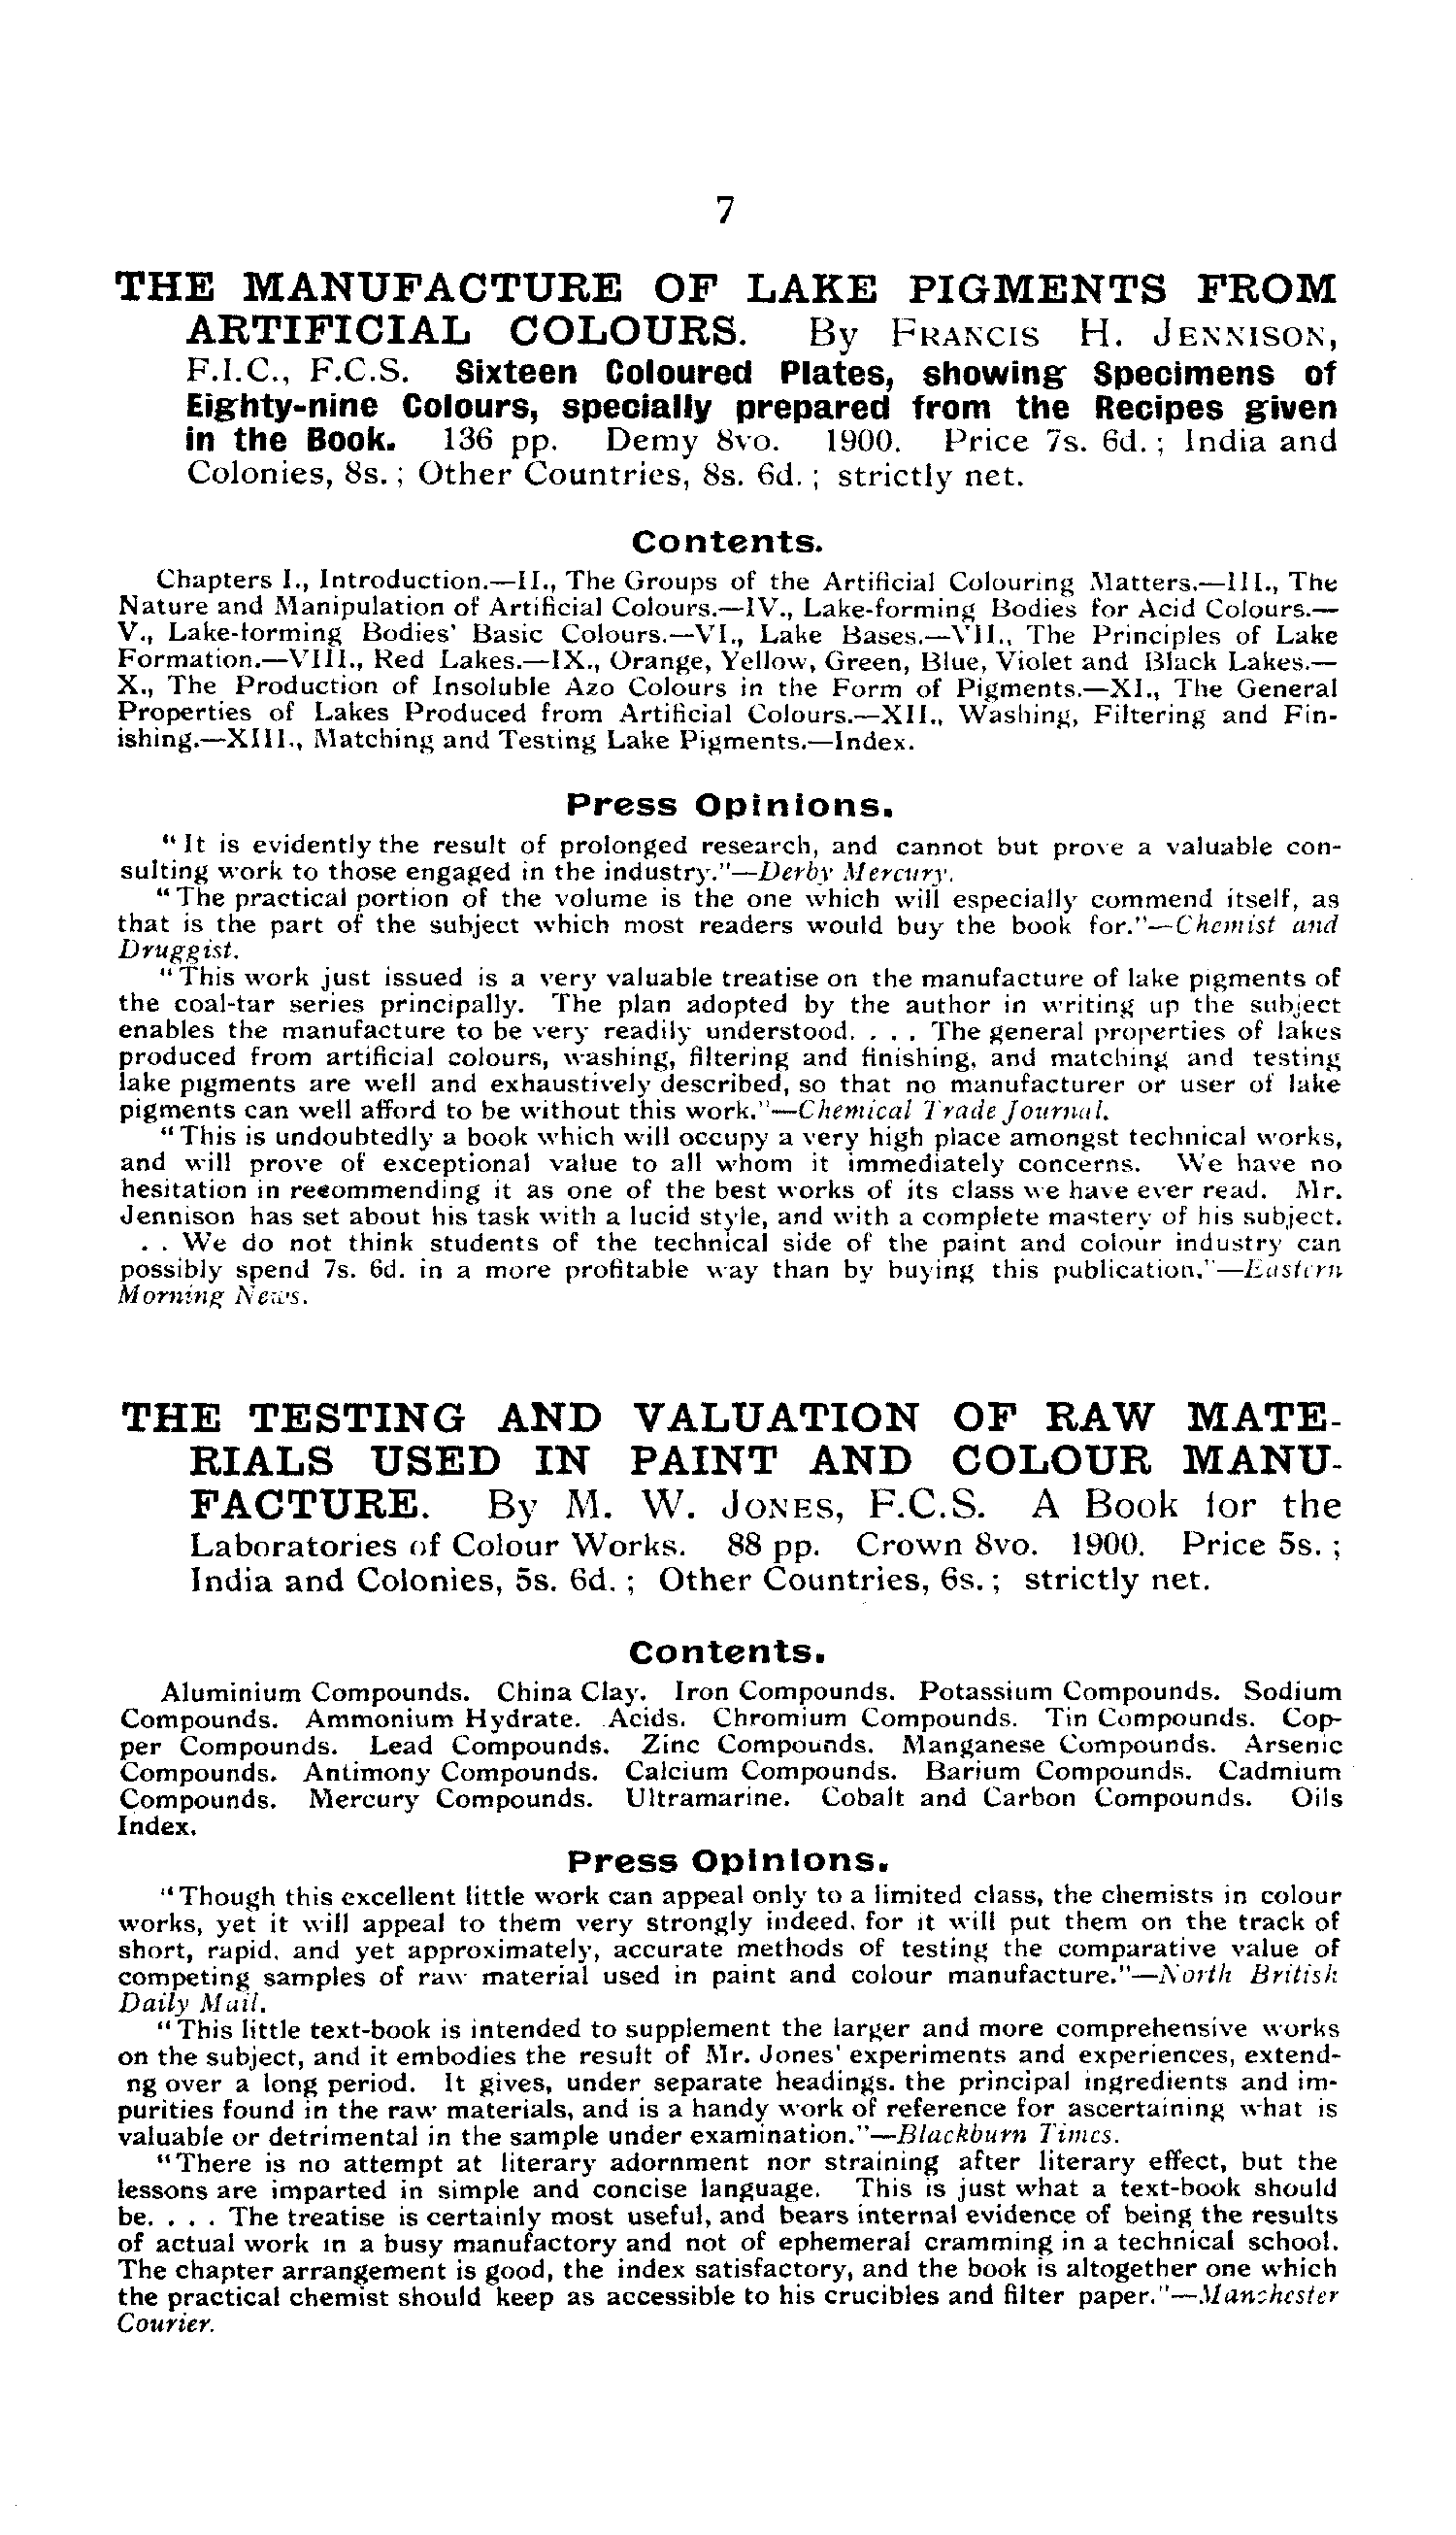 7
THE MANUFACTURE OF LAKE PIGMENTS FROM
ARTIFICIAL COLOURS. By FRANCIS H. JENNISON,
F.I.C., F.C.S. Sixteen Coloured Plates, showing Specimens of
Eighty-nine Colours, specially prepared from the Recipes given
in the Book. 136 pp. Demy 8vo. 1900. Price 7s. 6d.; India and
Colonies, 8s.; Other Countries, 8s. 6d.; strictly net.
Contents.
Chapters I., Introduction.—II., The Groups of the Artificial Colouring Matters.—III., The
Nature and Manipulation of Artificial Colours.—IV., Lake-forming Bodies for Acid Colours.—
V., Lake-forming Bodies' Basic Colours.—VI., Lake Bases.—VII., The Principles of Lake
Formation.—VIII., Red Lakes.—IX., Orange, Yellow, Green, Blue, Violet and Black Lakes.—
X., The Production of Insoluble Azo Colours in the Form of Pigments.—XI., The General
Properties of Lakes Produced from Artificial Colours.—XII., Washing, Filtering and Fin-
ishing.—XIII., Matching and Testing Lake Pigments.—Index.
Press Opinions.
"It is evidently the result of prolonged research, and cannot but prove a valuable con-
sulting work to those engaged in the industry."—Derby Mercury.
"The practical portion of the volume is the one which will especially commend itself, as
that is the part of the subject which most readers would buy the book for."—Chemist and
Druggist.
"This work just issued is a very valuable treatise on the manufacture of lake pigments of
the coal-tar series principally. The plan adopted by the author in writing up the subject
enables the manufacture to be very readily understood. . . . The general properties of lakes
produced from artificial colours, washing, filtering and finishing, and matching and testing
lake pigments are well and exhaustively described, so that no manufacturer or user of lake
pigments can well afford to be without this work."—Chemical Trade Journal.
"This is undoubtedly a book which will occupy a very high place amongst technical works,
and will prove of exceptional value to all whom it immediately concerns. We have no
hesitation in recommending it as one of the best works of its class we have ever read. Mr.
Jennison has set about his task with a lucid style, and with a complete mastery of his subject.
. . We do not think students of the technical side of the paint and colour industry can
possibly spend 7s. 6d. in a more profitable way than by buying this publication."—Eastern
Morning News.
THE TESTING AND VALUATION OF RAW MATE-
RIALS USED IN PAINT AND COLOUR MANU-
FACTURE. By M. W. JONES, F.C.S. A Book for the
Laboratories of Colour Works. 88 pp. Crown 8vo. 1900. Price 5s.;
India and Colonies, 5s. 6d.; Other Countries, 6s.; strictly net.
Contents.
Aluminium Compounds. China Clay. Iron Compounds. Potassium Compounds. Sodium
Compounds. Ammonium Hydrate. Acids. Chromium Compounds. Tin Compounds. Cop-
per Compounds. Lead Compounds. Zinc Compounds. Manganese Compounds. Arsenic
Compounds. Antimony Compounds. Calcium Compounds. Barium Compounds. Cadmium
Compounds. Mercury Compounds. Ultramarine. Cobalt and Carbon Compounds. Oils
Index.
Press Opinions.
"Though this excellent little work can appeal only to a limited class, the chemists in colour
works, yet it will appeal to them very strongly indeed, for it will put them on the track of
short, rapid, and yet approximately, accurate methods of testing the comparative value of
competing samples of raw material used in paint and colour manufacture."—North British
Daily Mail.
"This little text-book is intended to supplement the larger and more comprehensive works
on the subject, and it embodies the result of Mr. Jones' experiments and experiences, extend-
ng over a long period. It gives, under separate headings, the principal ingredients and im-
purities found in the raw materials, and is a handy work of reference for ascertaining what is
valuable or detrimental in the sample under examination."—Blackburn Times.
"There is no attempt at literary adornment nor straining after literary effect, but the
lessons are imparted in simple and concise language. This is just what a text-book should
be. . . . The treatise is certainly most useful, and bears internal evidence of being the results
of actual work in a busy manufactory and not of ephemeral cramming in a technical school.
The chapter arrangement is good, the index satisfactory, and the book is altogether one which
the practical chemist should keep as accessible to his crucibles and filter paper."—Manchester
Courier.